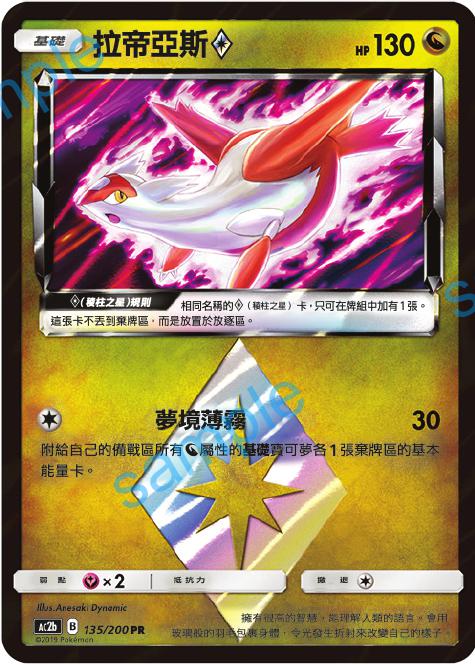 基礎 拉帝亞斯◇ HP 130
◇(稜柱之星)規則 相同名稱的◇(稜柱之星)卡,只可在牌組中加有1張。
這張卡不丟到棄牌區,而是放置於放逐區。
夢境薄霧 30
附給自己的備戰區所有屬性的基礎寶可夢各1張棄牌區的基本
能量卡。
sample
弱點 ×2 抵抗力 撤退
Illus.Anesaki Dynamic
AC2b B 135/200 PR
©2019 Pokémon
擁有很高的智慧,能理解人類的語言。會用
玻璃般的羽毛包裹身體,令光發生折射來改變自己的樣子。